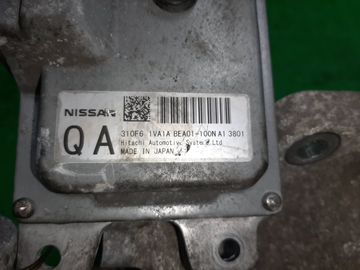 NISSAN
QA
310F6 1VA1A BEA01-100N A1 3801
Hitachi Automotive Systems,Ltd
MADE IN JAPAN